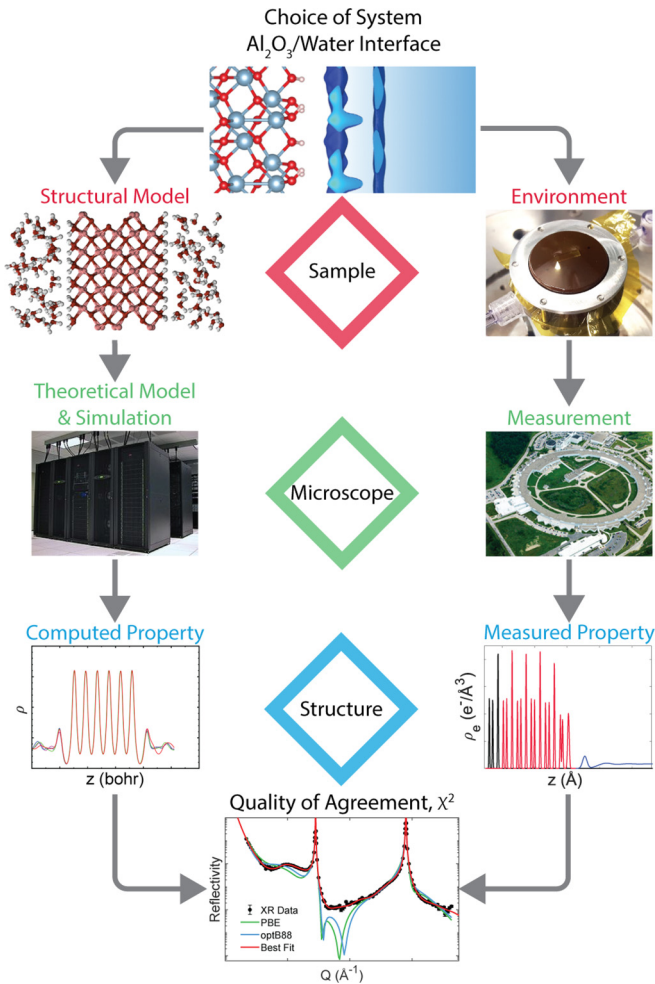 Choice of System
Al₂O₃/Water Interface
Structural Model
Environment
Sample
Theoretical Model
& Simulation
Measurement
Microscope
Computed Property
Measured Property
Structure
ρ
z (bohr)
ρₑ (e⁻/Å³)
z (Å)
Quality of Agreement, χ²
Reflectivity
XR Data
PBE
optB88
Best Fit
Q (Å⁻¹)